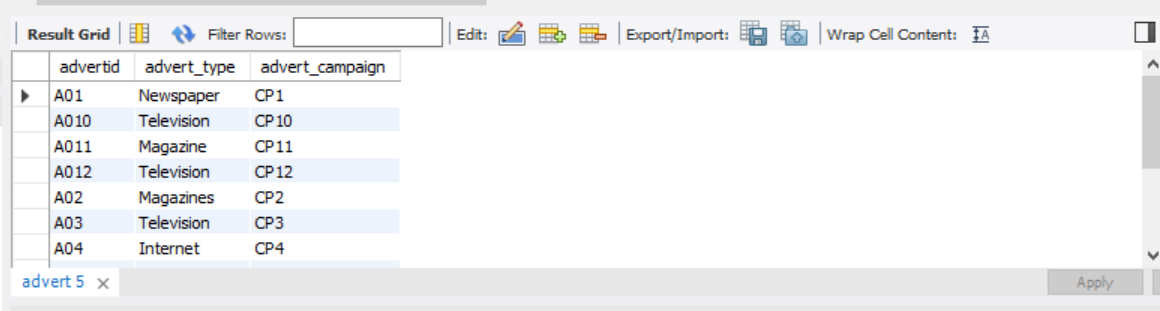 Result Grid Filter Rows: Edit: Export/Import: Wrap Cell Content: IA
advertid advert_type advert_campaign
A01 Newspaper CP1
A010 Television CP10
A011 Magazine CP11
A012 Television CP12
A02 Magazines CP2
A03 Television CP3
A04 Internet CP4
advert 5 × Apply